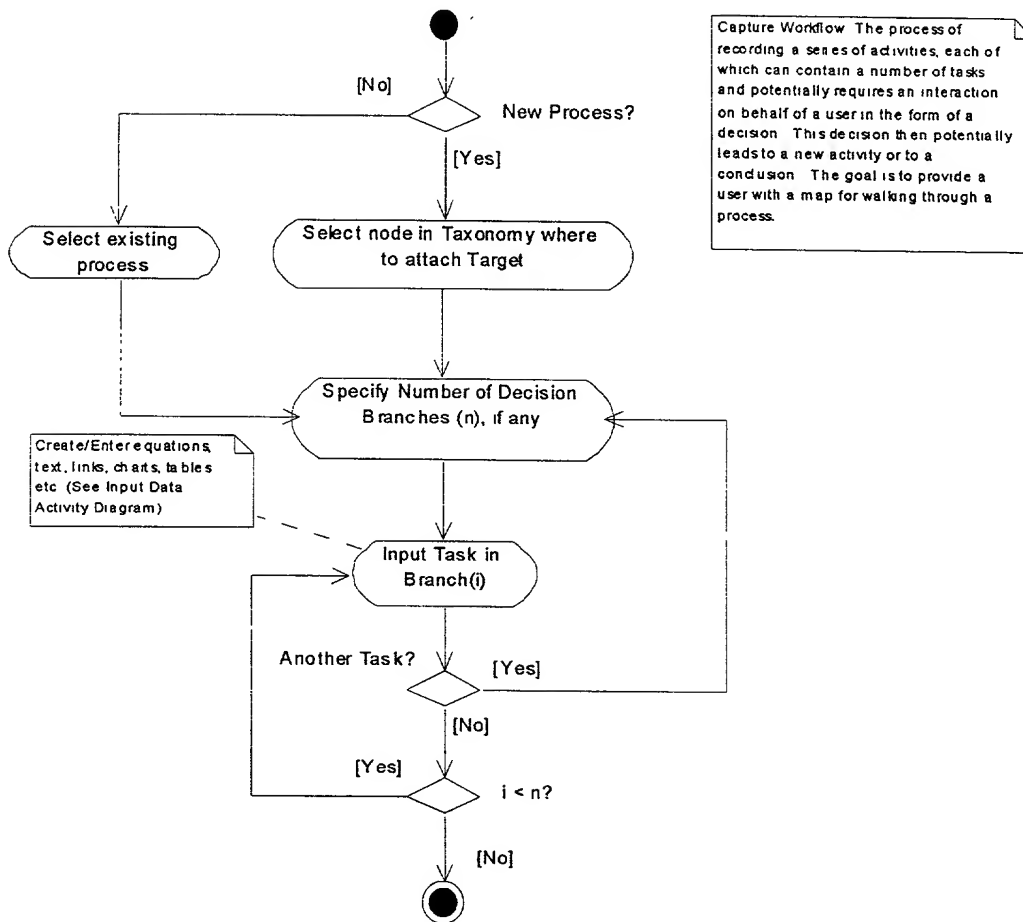 Capture Workflow The process of
recording a series of activities, each of
which can contain a number of tasks
and potentially requires an interaction
on behalf of a user in the form of a
decision This decision then potentially
leads to a new activity or to a
conclusion The goal is to provide a
user with a map for walking through a
process.
[No]
New Process?
[Yes]
Select existing
process
Select node in Taxonomy where
to attach Target
Specify Number of Decision
Branches (n), if any
Create/Enter equations,
text, links, charts, tables
etc (See Input Data
Activity Diagram)
Input Task in
Branch(i)
Another Task?
[Yes]
[No]
[Yes]
i < n?
[No]